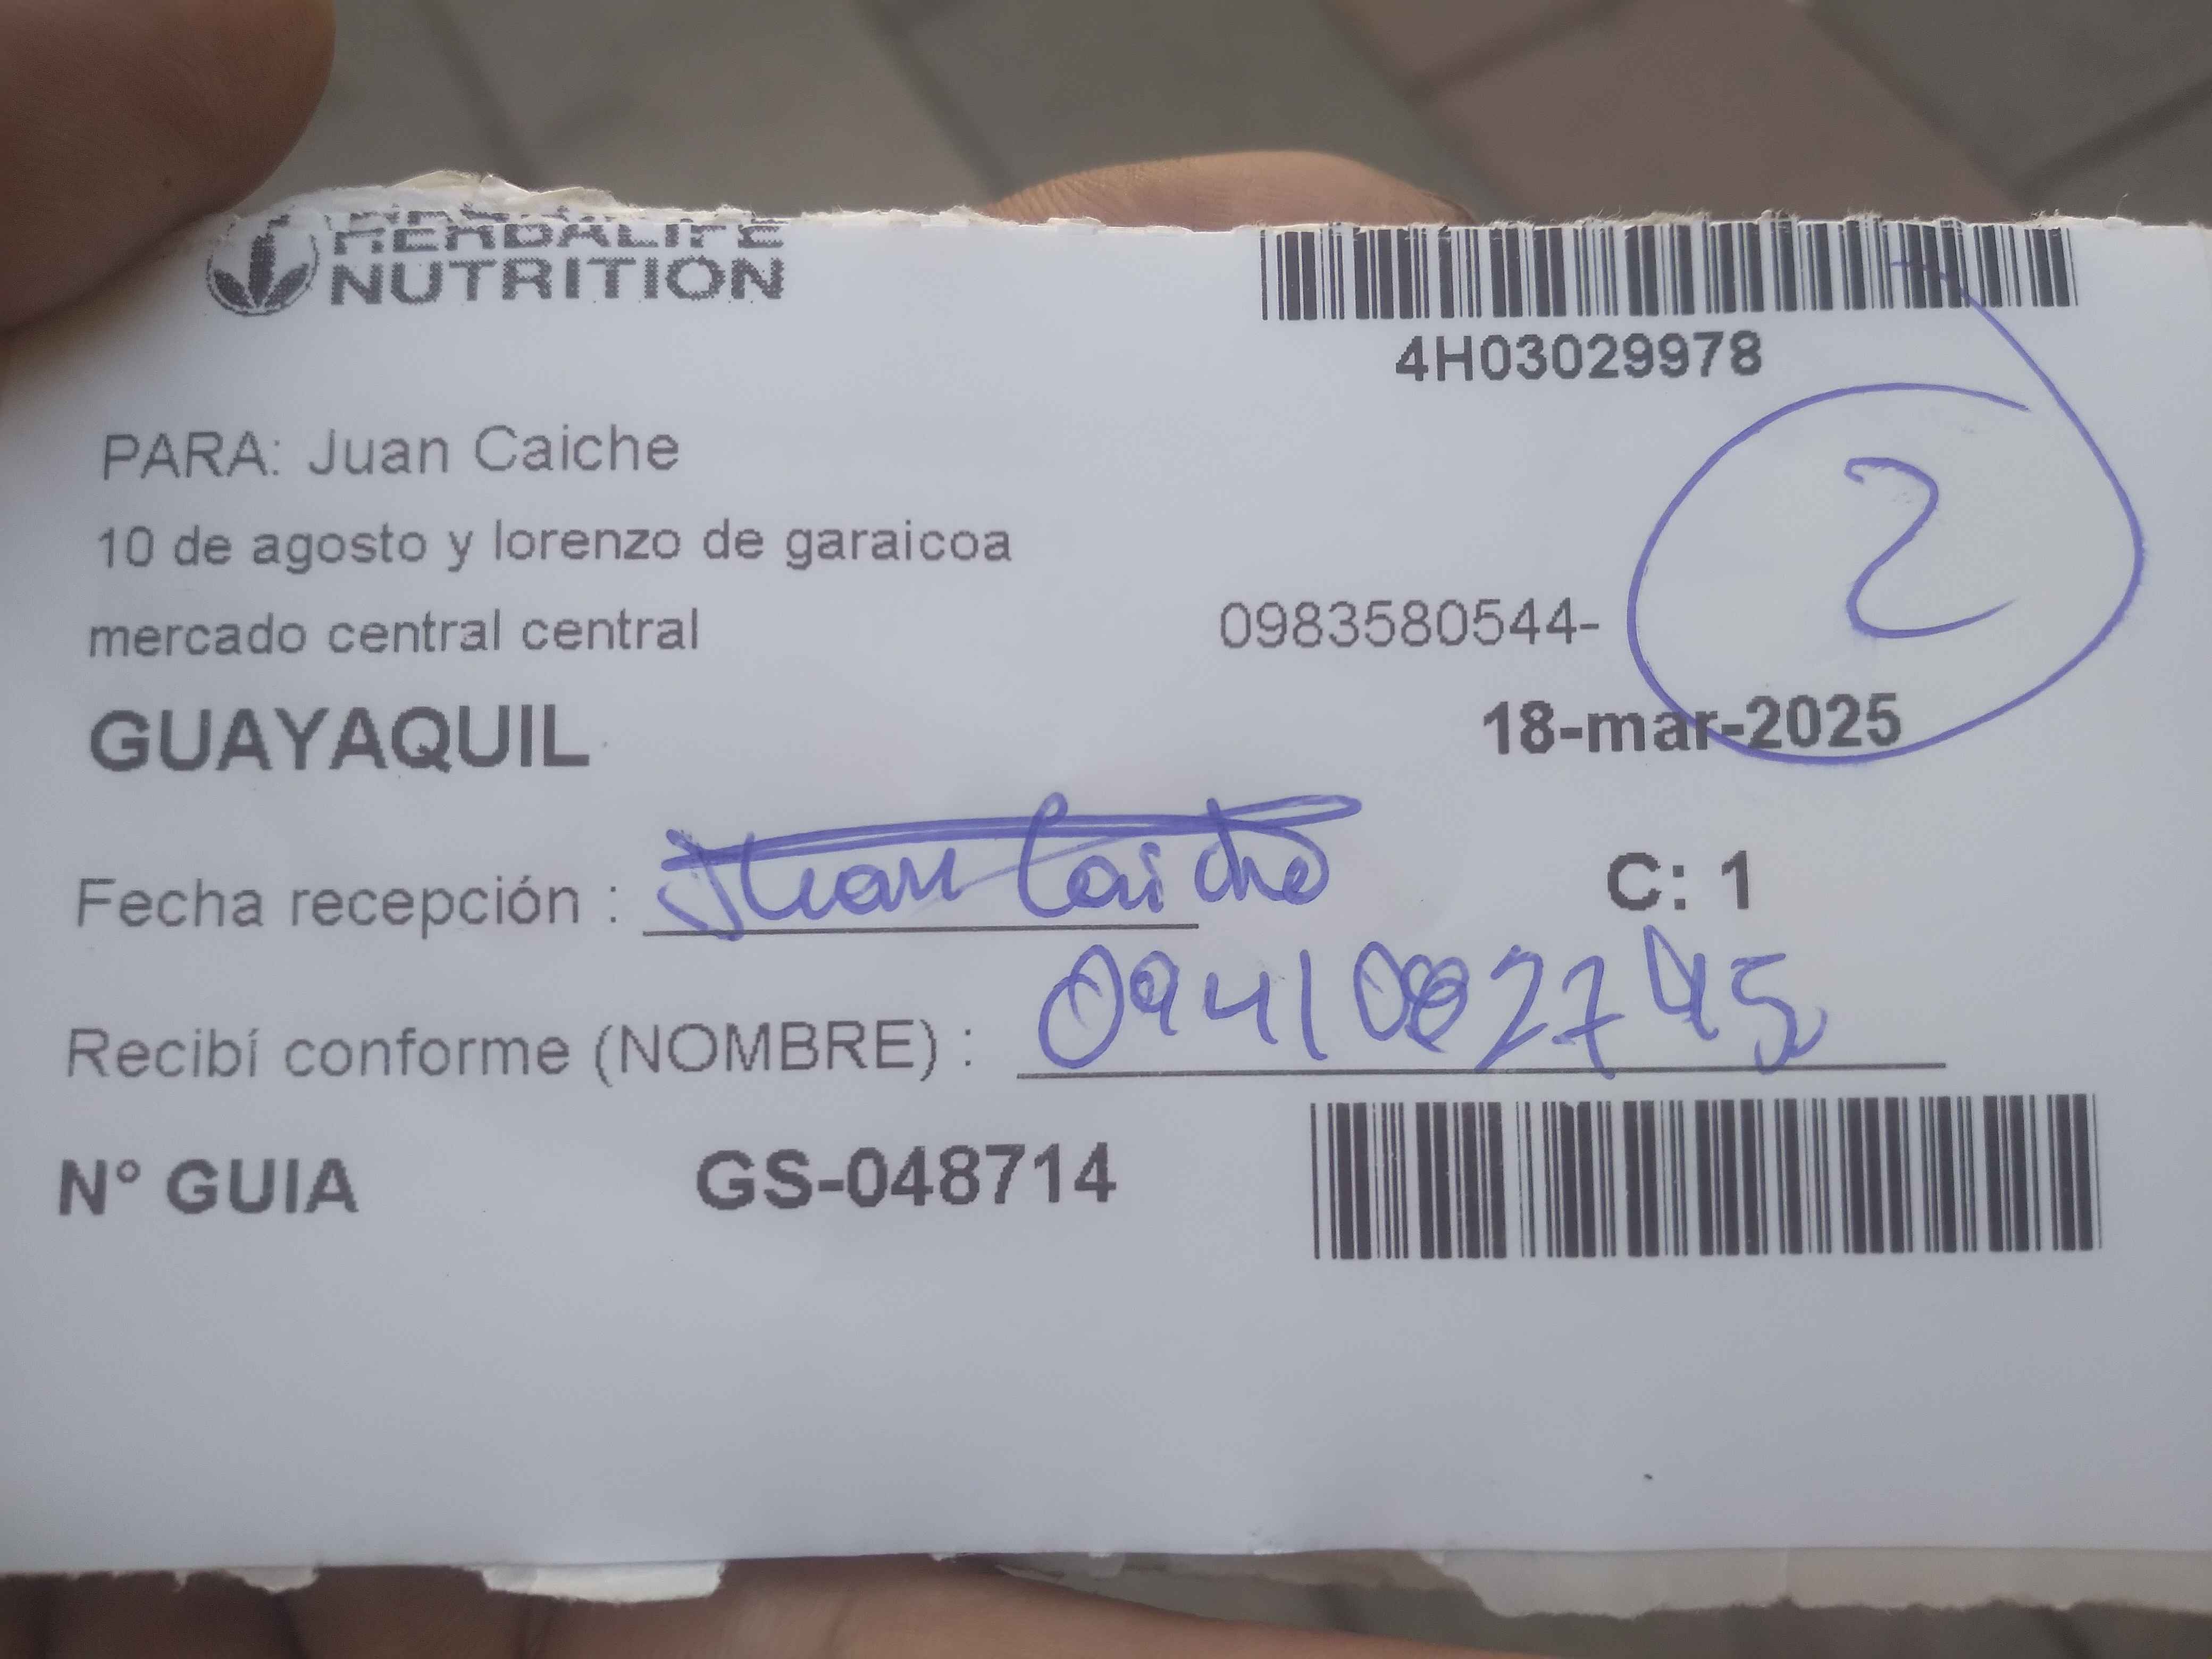 HERBALIFE
NUTRITION
4H03029978
PARA: Juan Caiche
10 de agosto y lorenzo de garaicoa
mercado central central
0983580544-
2
GUAYAQUIL
18-mar-2025
Fecha recepción : Juan Caiche
C: 1
Recibí conforme (NOMBRE) :
N° GUIA GS-048714